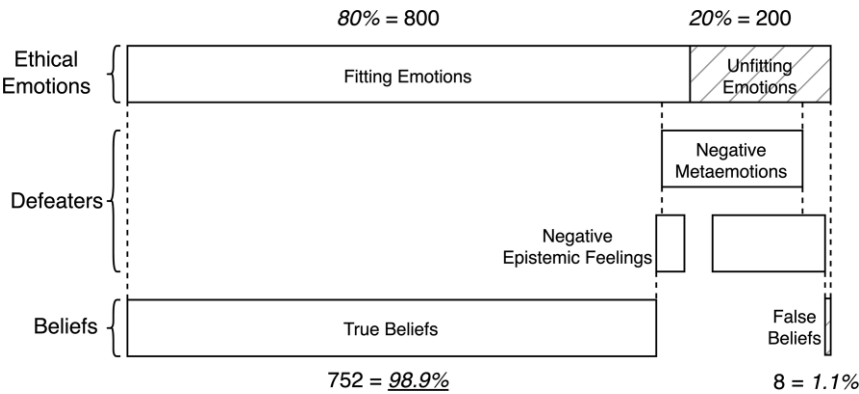 80% = 800
20% = 200
Ethical
Emotions
Fitting Emotions
Unfitting
Emotions
Defeaters
Negative
Metaemotions
Negative
Epistemic Feelings
Beliefs
True Beliefs
False
Beliefs
752 = 98.9%
8 = 1.1%